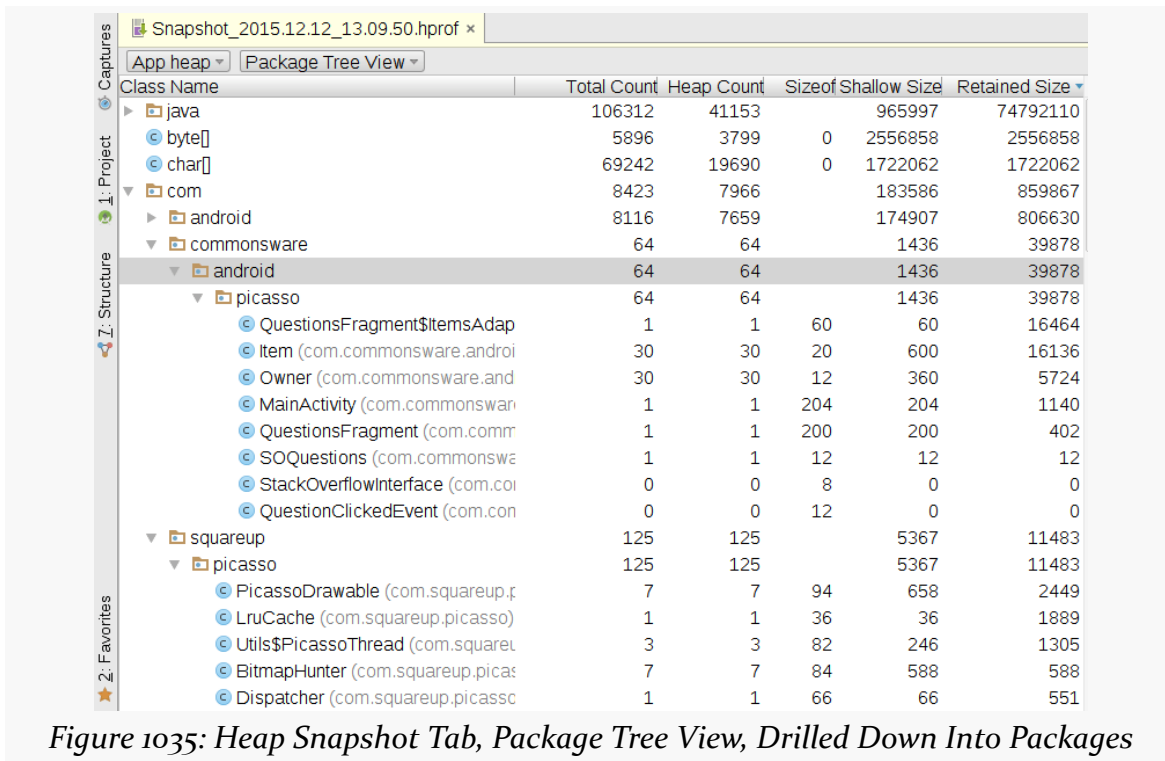 Snapshot_2015.12.12_13.09.50.hprof ×
App heap Package Tree View
Class Name Total Count Heap Count Sizeof Shallow Size Retained Size
java 106312 41153 965997 74792110
byte[] 5896 3799 0 2556858 2556858
char[] 69242 19690 0 1722062 1722062
com 8423 7966 183586 859867
android 8116 7659 174907 806630
commonsware 64 64 1436 39878
android 64 64 1436 39878
picasso 64 64 1436 39878
QuestionsFragment$ItemsAdap 1 1 60 60 16464
Item (com.commonsware.androi 30 30 20 600 16136
Owner (com.commonsware.and 30 30 12 360 5724
MainActivity (com.commonsware 1 1 204 204 1140
QuestionsFragment (com.comm 1 1 200 200 402
SOQuestions (com.commonswa 1 1 12 12 12
StackOverflowInterface (com.co 0 0 8 0 0
QuestionClickedEvent (com.con 0 0 12 0 0
squareup 125 125 5367 11483
picasso 125 125 5367 11483
PicassoDrawable (com.squareup.p 7 7 94 658 2449
LruCache (com.squareup.picasso) 1 1 36 36 1889
Utils$PicassoThread (com.squareu 3 3 82 246 1305
BitmapHunter (com.squareup.picas 7 7 84 588 588
Dispatcher (com.squareup.picasso 1 1 66 66 551
Captures
1: Project
7: Structure
2: Favorites
Figure 1035: Heap Snapshot Tab, Package Tree View, Drilled Down Into Packages